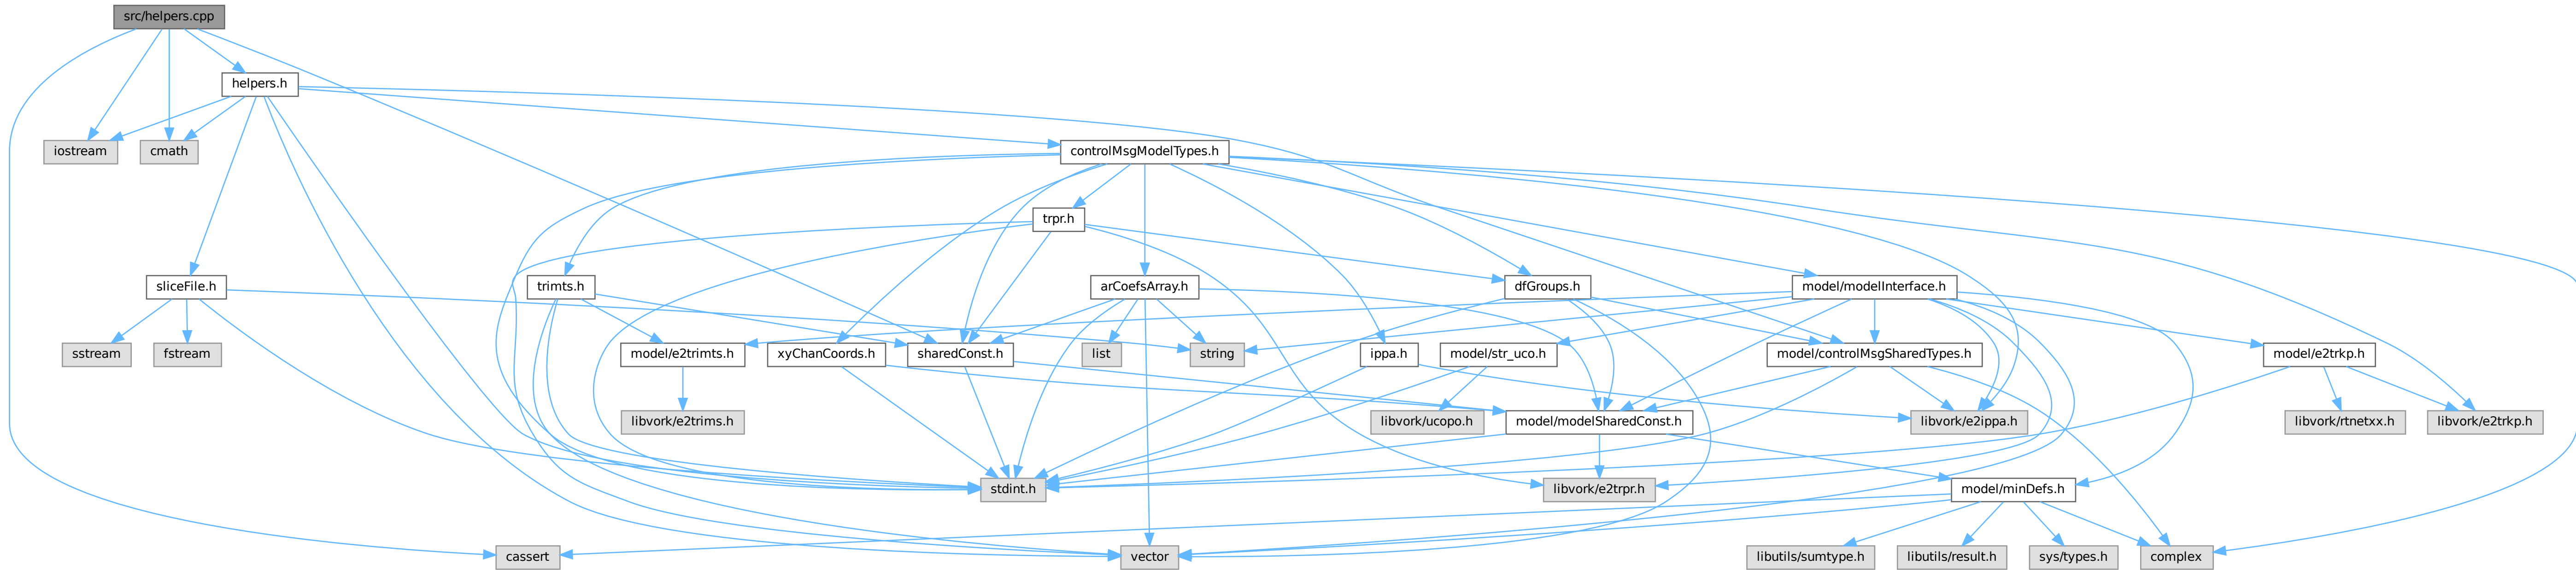 src/helpers.cpp
helpers.h
iostream
cmath
controlMsgModelTypes.h
trpr.h
sliceFile.h
trimts.h
arCoefsArray.h
dfGroups.h
model/modelInterface.h
sstream
fstream
model/e2trimts.h
xyChanCoords.h
sharedConst.h
list
string
ippa.h
model/str_uco.h
model/controlMsgSharedTypes.h
model/e2trkp.h
libvork/e2trims.h
libvork/ucopo.h
model/modelSharedConst.h
libvork/e2ippa.h
libvork/rtnetxx.h
libvork/e2trkp.h
stdint.h
libvork/e2trpr.h
model/minDefs.h
cassert
vector
libutils/sumtype.h
libutils/result.h
sys/types.h
complex